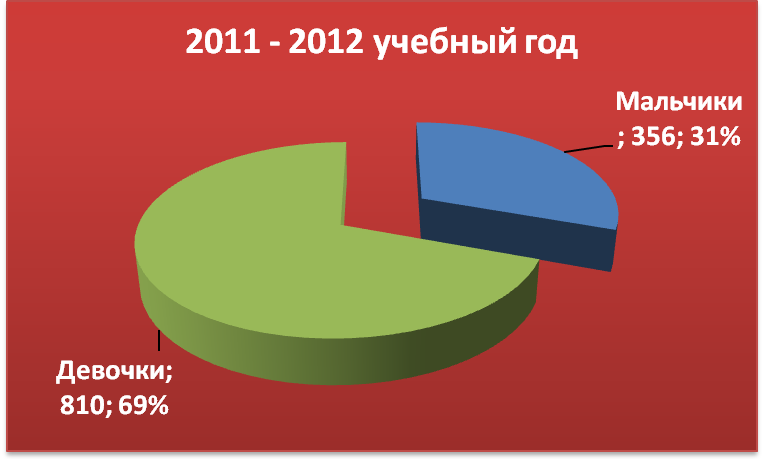 2011 - 2012 учебный год
Мальчики
; 356; 31%
Девочки;
810; 69%